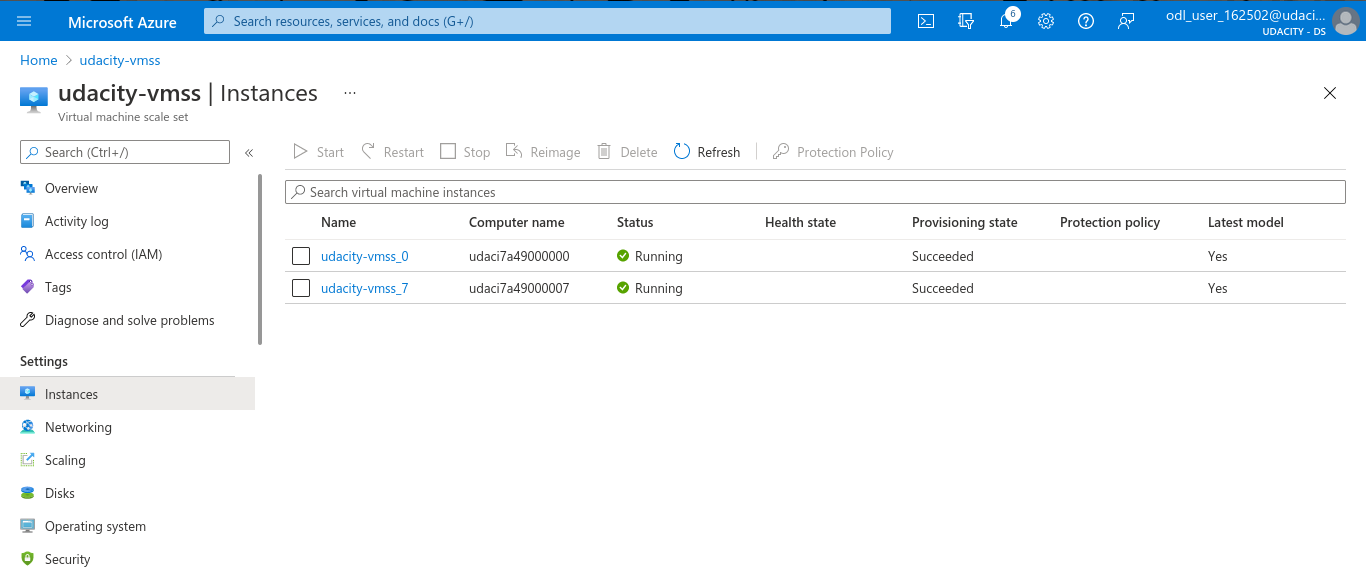 Microsoft Azure
Search resources, services, and docs (G+/)
6
odl_user_162502@udaci...
UDACITY - DS
Home > udacity-vmss
udacity-vmss | Instances ...
Virtual machine scale set
Search (Ctrl+/)
«
Start Restart Stop Reimage Delete Refresh Protection Policy
Overview
Activity log
Access control (IAM)
Tags
Diagnose and solve problems
Settings
Instances
Networking
Scaling
Disks
Operating system
Security
Search virtual machine instances
Name Computer name Status Health state Provisioning state Protection policy Latest model
udacity-vmss_0 udaci7a49000000 Running Succeeded Yes
udacity-vmss_7 udaci7a49000007 Running Succeeded Yes